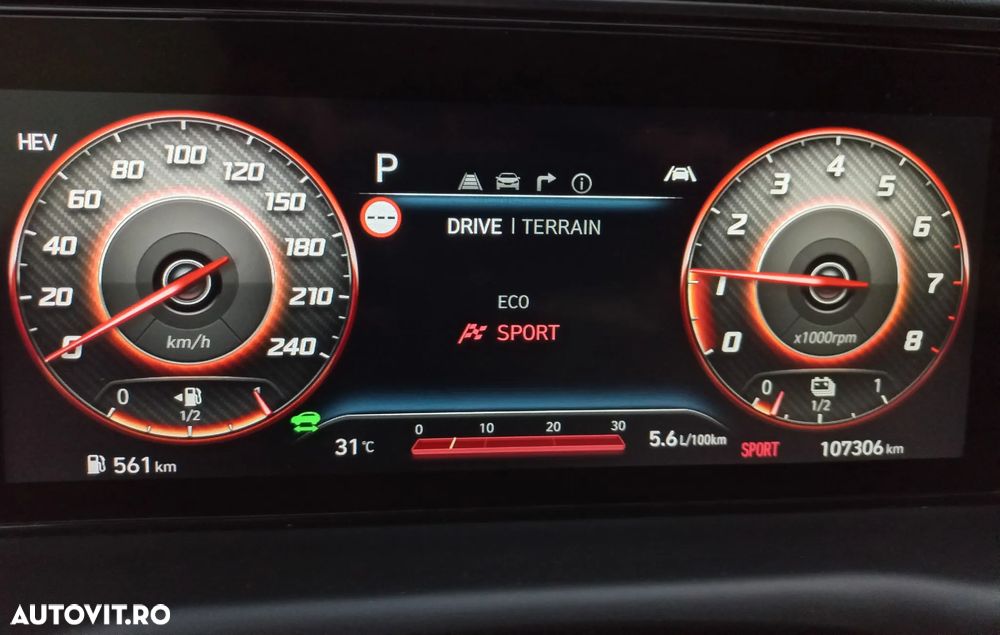 HEV
P
DRIVE | TERRAIN
ECO
SPORT
0 20 40 60 80 100 120 150 180 210 240
km/h
0 1/2 1
561 km
31 °C
0 10 20 30
5.6 L/100km
0 1 2 3 4 5 6 7 8
x1000rpm
0 1/2 1
SPORT
107306 km
AUTOVIT.RO